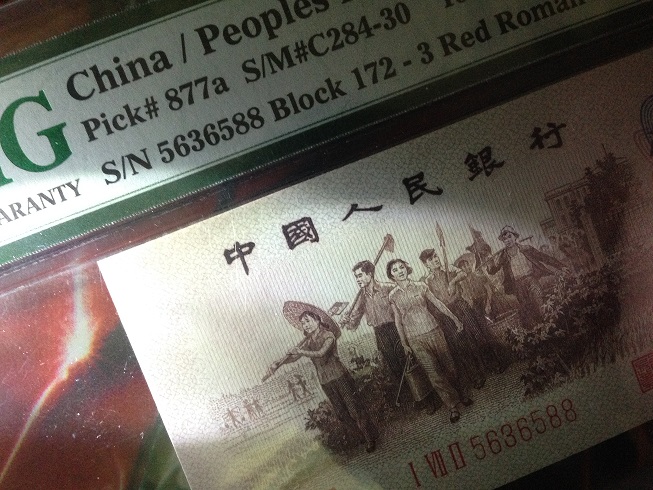 China / Peoples
Pick# 877a S/M#C284-30
S/N 5636588 Block 172 - 3 Red Roman
G
ARANTY
中國人民銀行
I VII II 5636588